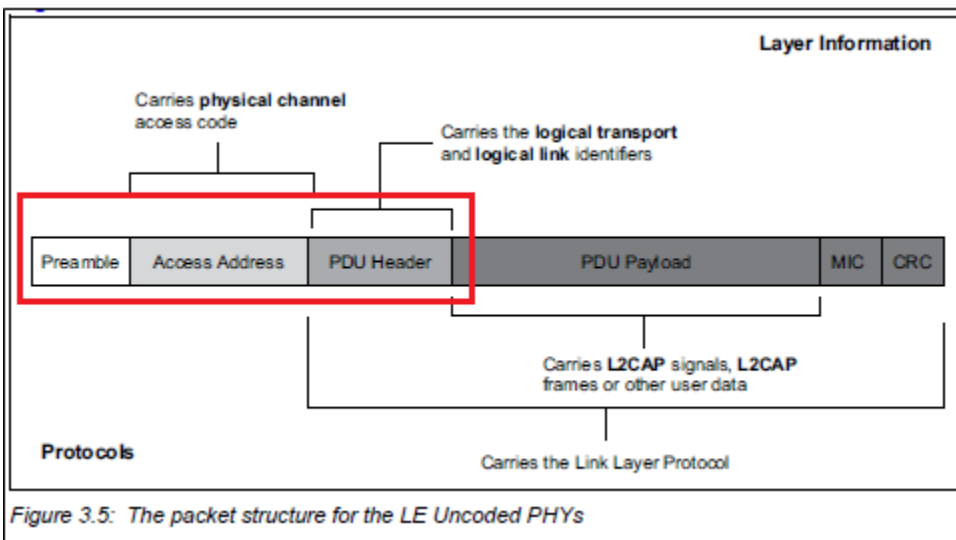 Layer Information
Carries physical channel
access code
Carries the logical transport
and logical link identifiers
Preamble
Access Address
PDU Header
PDU Payload
MIC
CRC
Carries L2CAP signals, L2CAP
frames or other user data
Protocols
Carries the Link Layer Protocol
Figure 3.5: The packet structure for the LE Uncoded PHYs